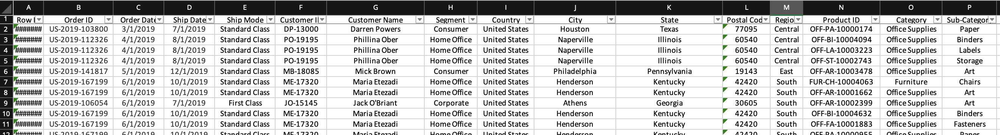 A B C D E F G H I J K L M N O P
1 Row I Order ID Order Date Ship Date Ship Mode Customer II Customer Name Segment Country City State Postal Cod Regio Product ID Category Sub-Categor
2 ####### US-2019-103800 3/1/2019 7/1/2019 Standard Class DP-13000 Darren Powers Consumer United States Houston Texas 77095 Central OFF-PA-10000174 Office Supplies Paper
3 ####### US-2019-112326 4/1/2019 8/1/2019 Standard Class PO-19195 Phillina Ober Home Office United States Naperville Illinois 60540 Central OFF-BI-10004094 Office Supplies Binders
4 ####### US-2019-112326 4/1/2019 8/1/2019 Standard Class PO-19195 Phillina Ober Home Office United States Naperville Illinois 60540 Central OFF-LA-10003223 Office Supplies Labels
5 ####### US-2019-112326 4/1/2019 8/1/2019 Standard Class PO-19195 Phillina Ober Home Office United States Naperville Illinois 60540 Central OFF-ST-10002743 Office Supplies Storage
6 ####### US-2019-141817 5/1/2019 12/1/2019 Standard Class MB-18085 Mick Brown Consumer United States Philadelphia Pennsylvania 19143 East OFF-AR-10003478 Office Supplies Art
7 ####### US-2019-167199 6/1/2019 10/1/2019 Standard Class ME-17320 Maria Etezadi Home Office United States Henderson Kentucky 42420 South FUR-CH-10004063 Furniture Chairs
8 ####### US-2019-167199 6/1/2019 10/1/2019 Standard Class ME-17320 Maria Etezadi Home Office United States Henderson Kentucky 42420 South OFF-AR-10001662 Office Supplies Art
9 ####### US-2019-106054 6/1/2019 7/1/2019 First Class JO-15145 Jack O'Briant Corporate United States Athens Georgia 30605 South OFF-AR-10002399 Office Supplies Art
10 ####### US-2019-167199 6/1/2019 10/1/2019 Standard Class ME-17320 Maria Etezadi Home Office United States Henderson Kentucky 42420 South OFF-BI-10004632 Office Supplies Binders
11 ####### US-2019-167199 6/1/2019 10/1/2019 Standard Class ME-17320 Maria Etezadi Home Office United States Henderson Kentucky 42420 South OFF-FA-10001883 Office Supplies Fasteners
12 ####### US-2019-167199 6/1/2019 10/1/2019 Standard Class ME-17320 Maria Etezadi Home Office United States Henderson Kentucky 42420 South OFF-PA-10000955 Office Supplies Paper